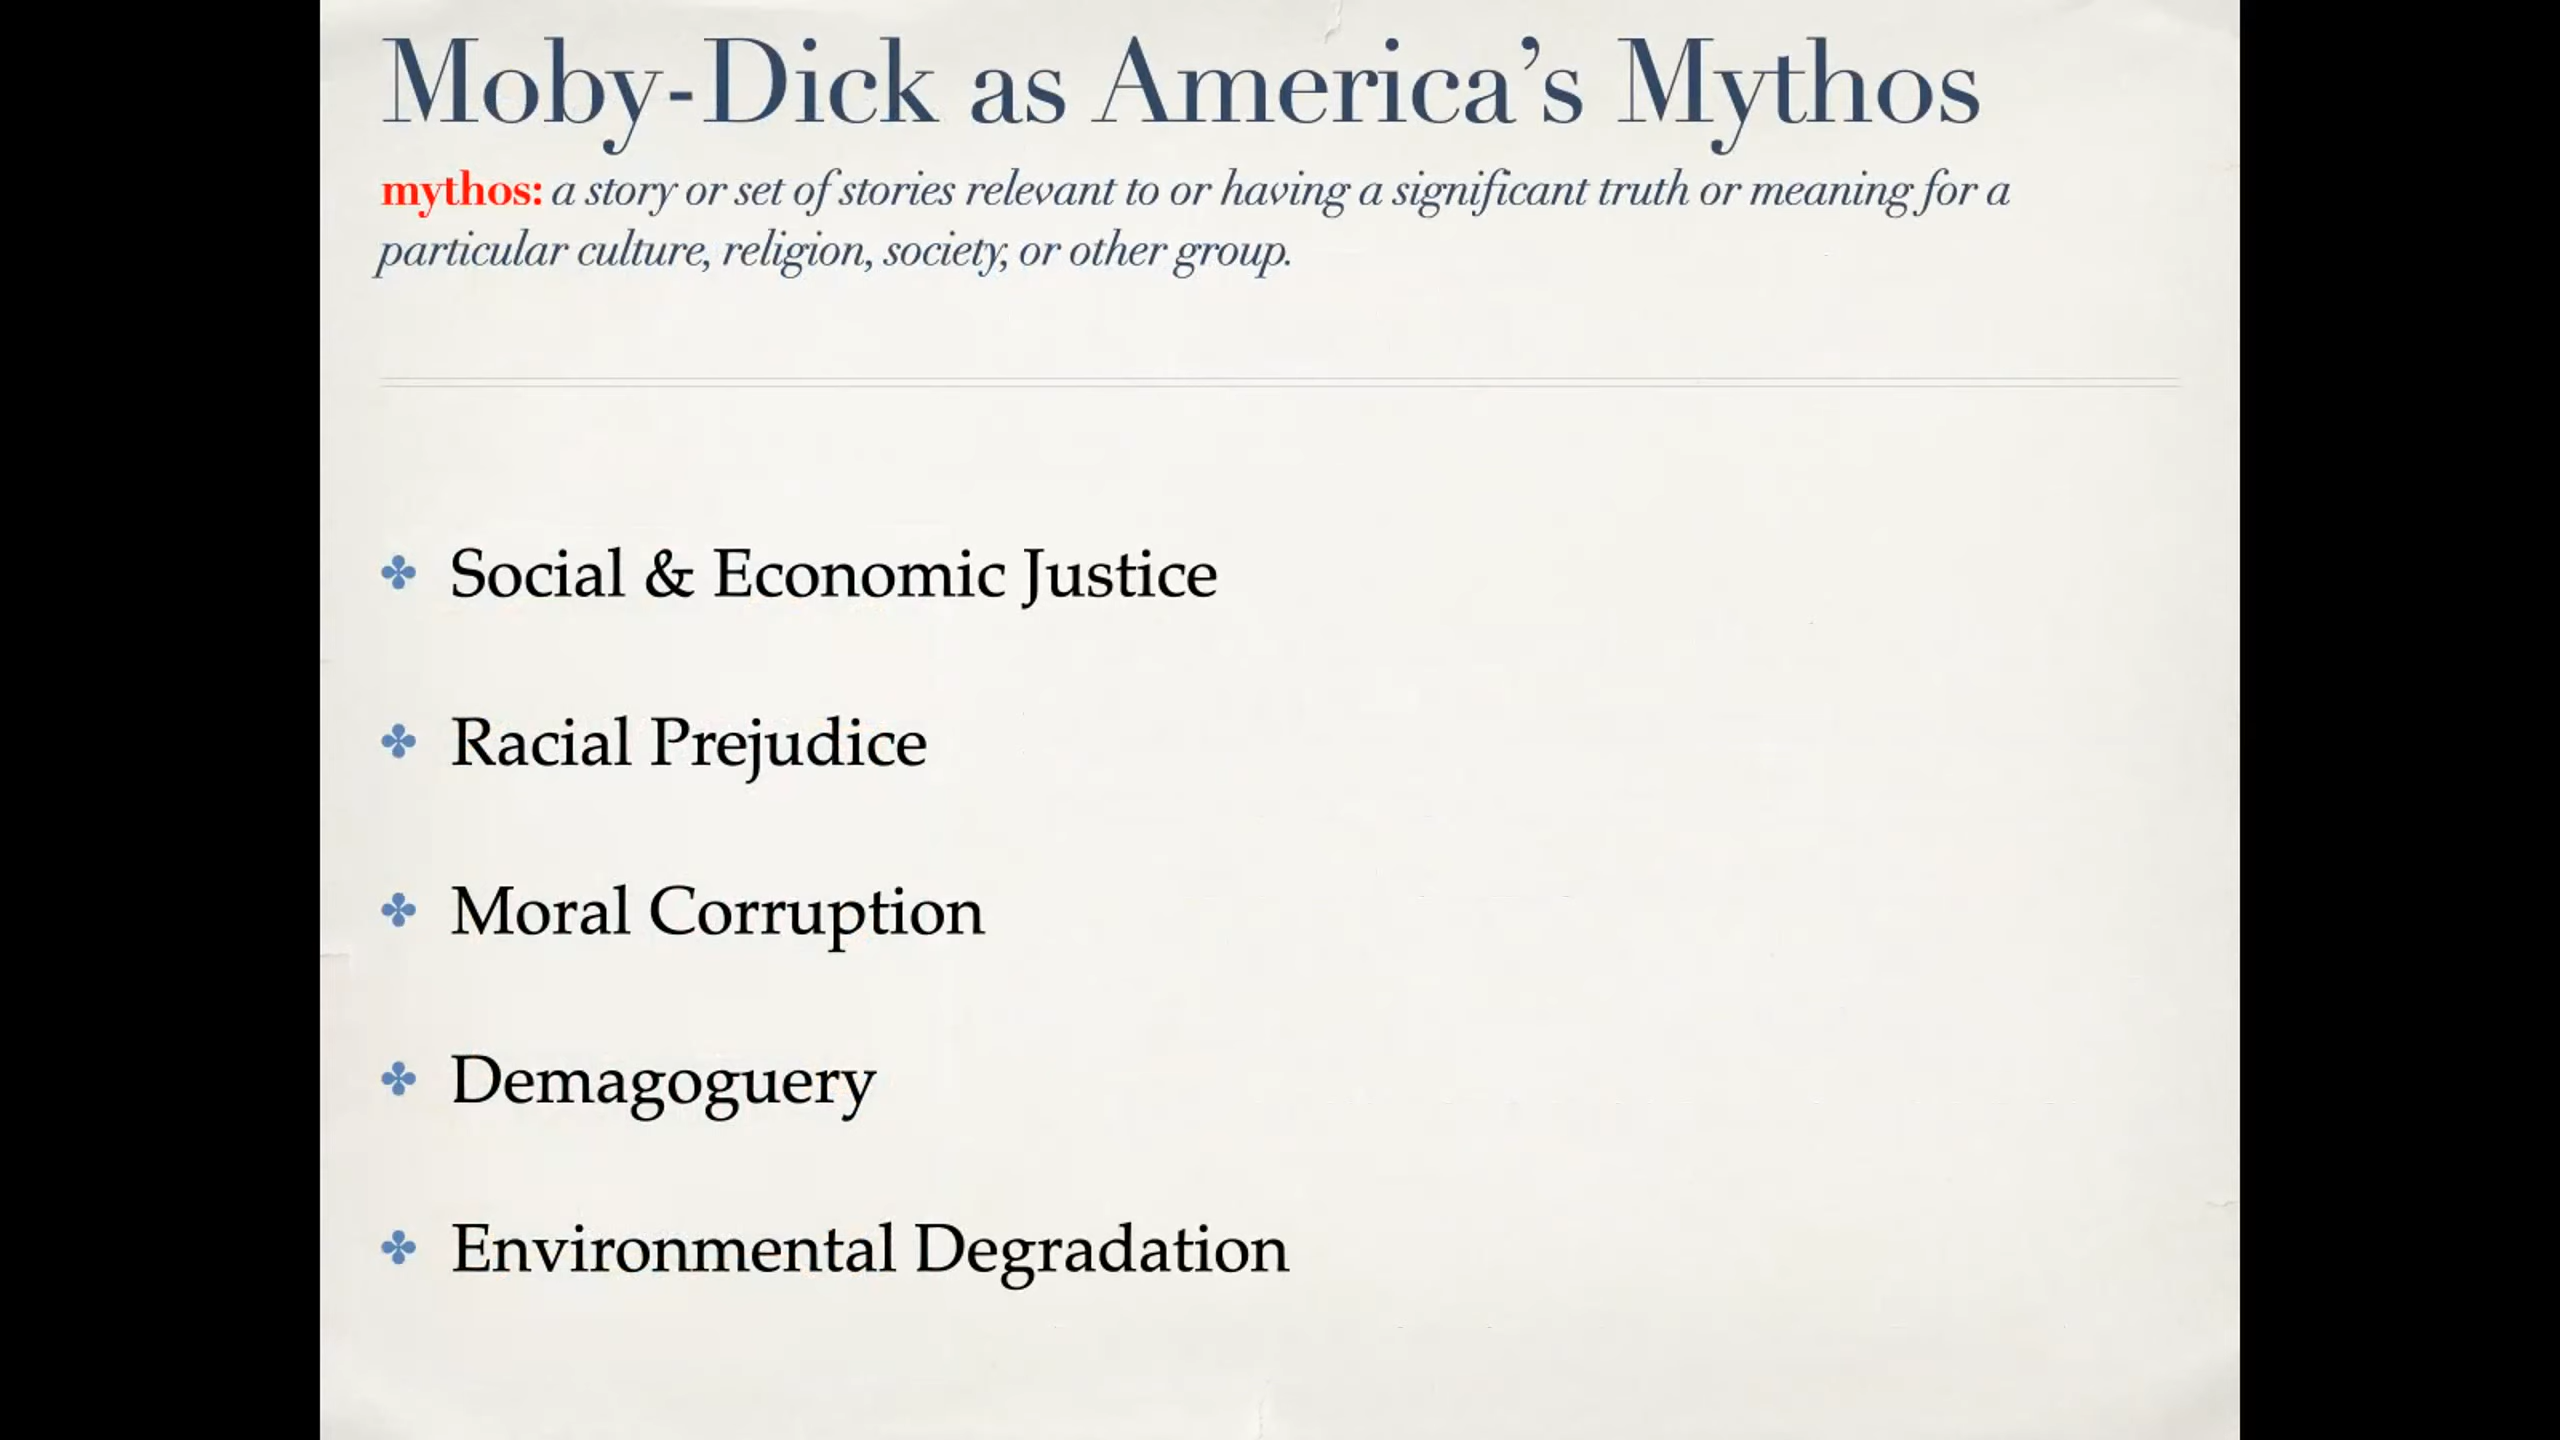 Moby-Dick as America’s Mythos
mythos: a story or set of stories relevant to or having a significant truth or meaning for a
particular culture, religion, society, or other group.
Social & Economic Justice
Racial Prejudice
Moral Corruption
Demagoguery
Environmental Degradation